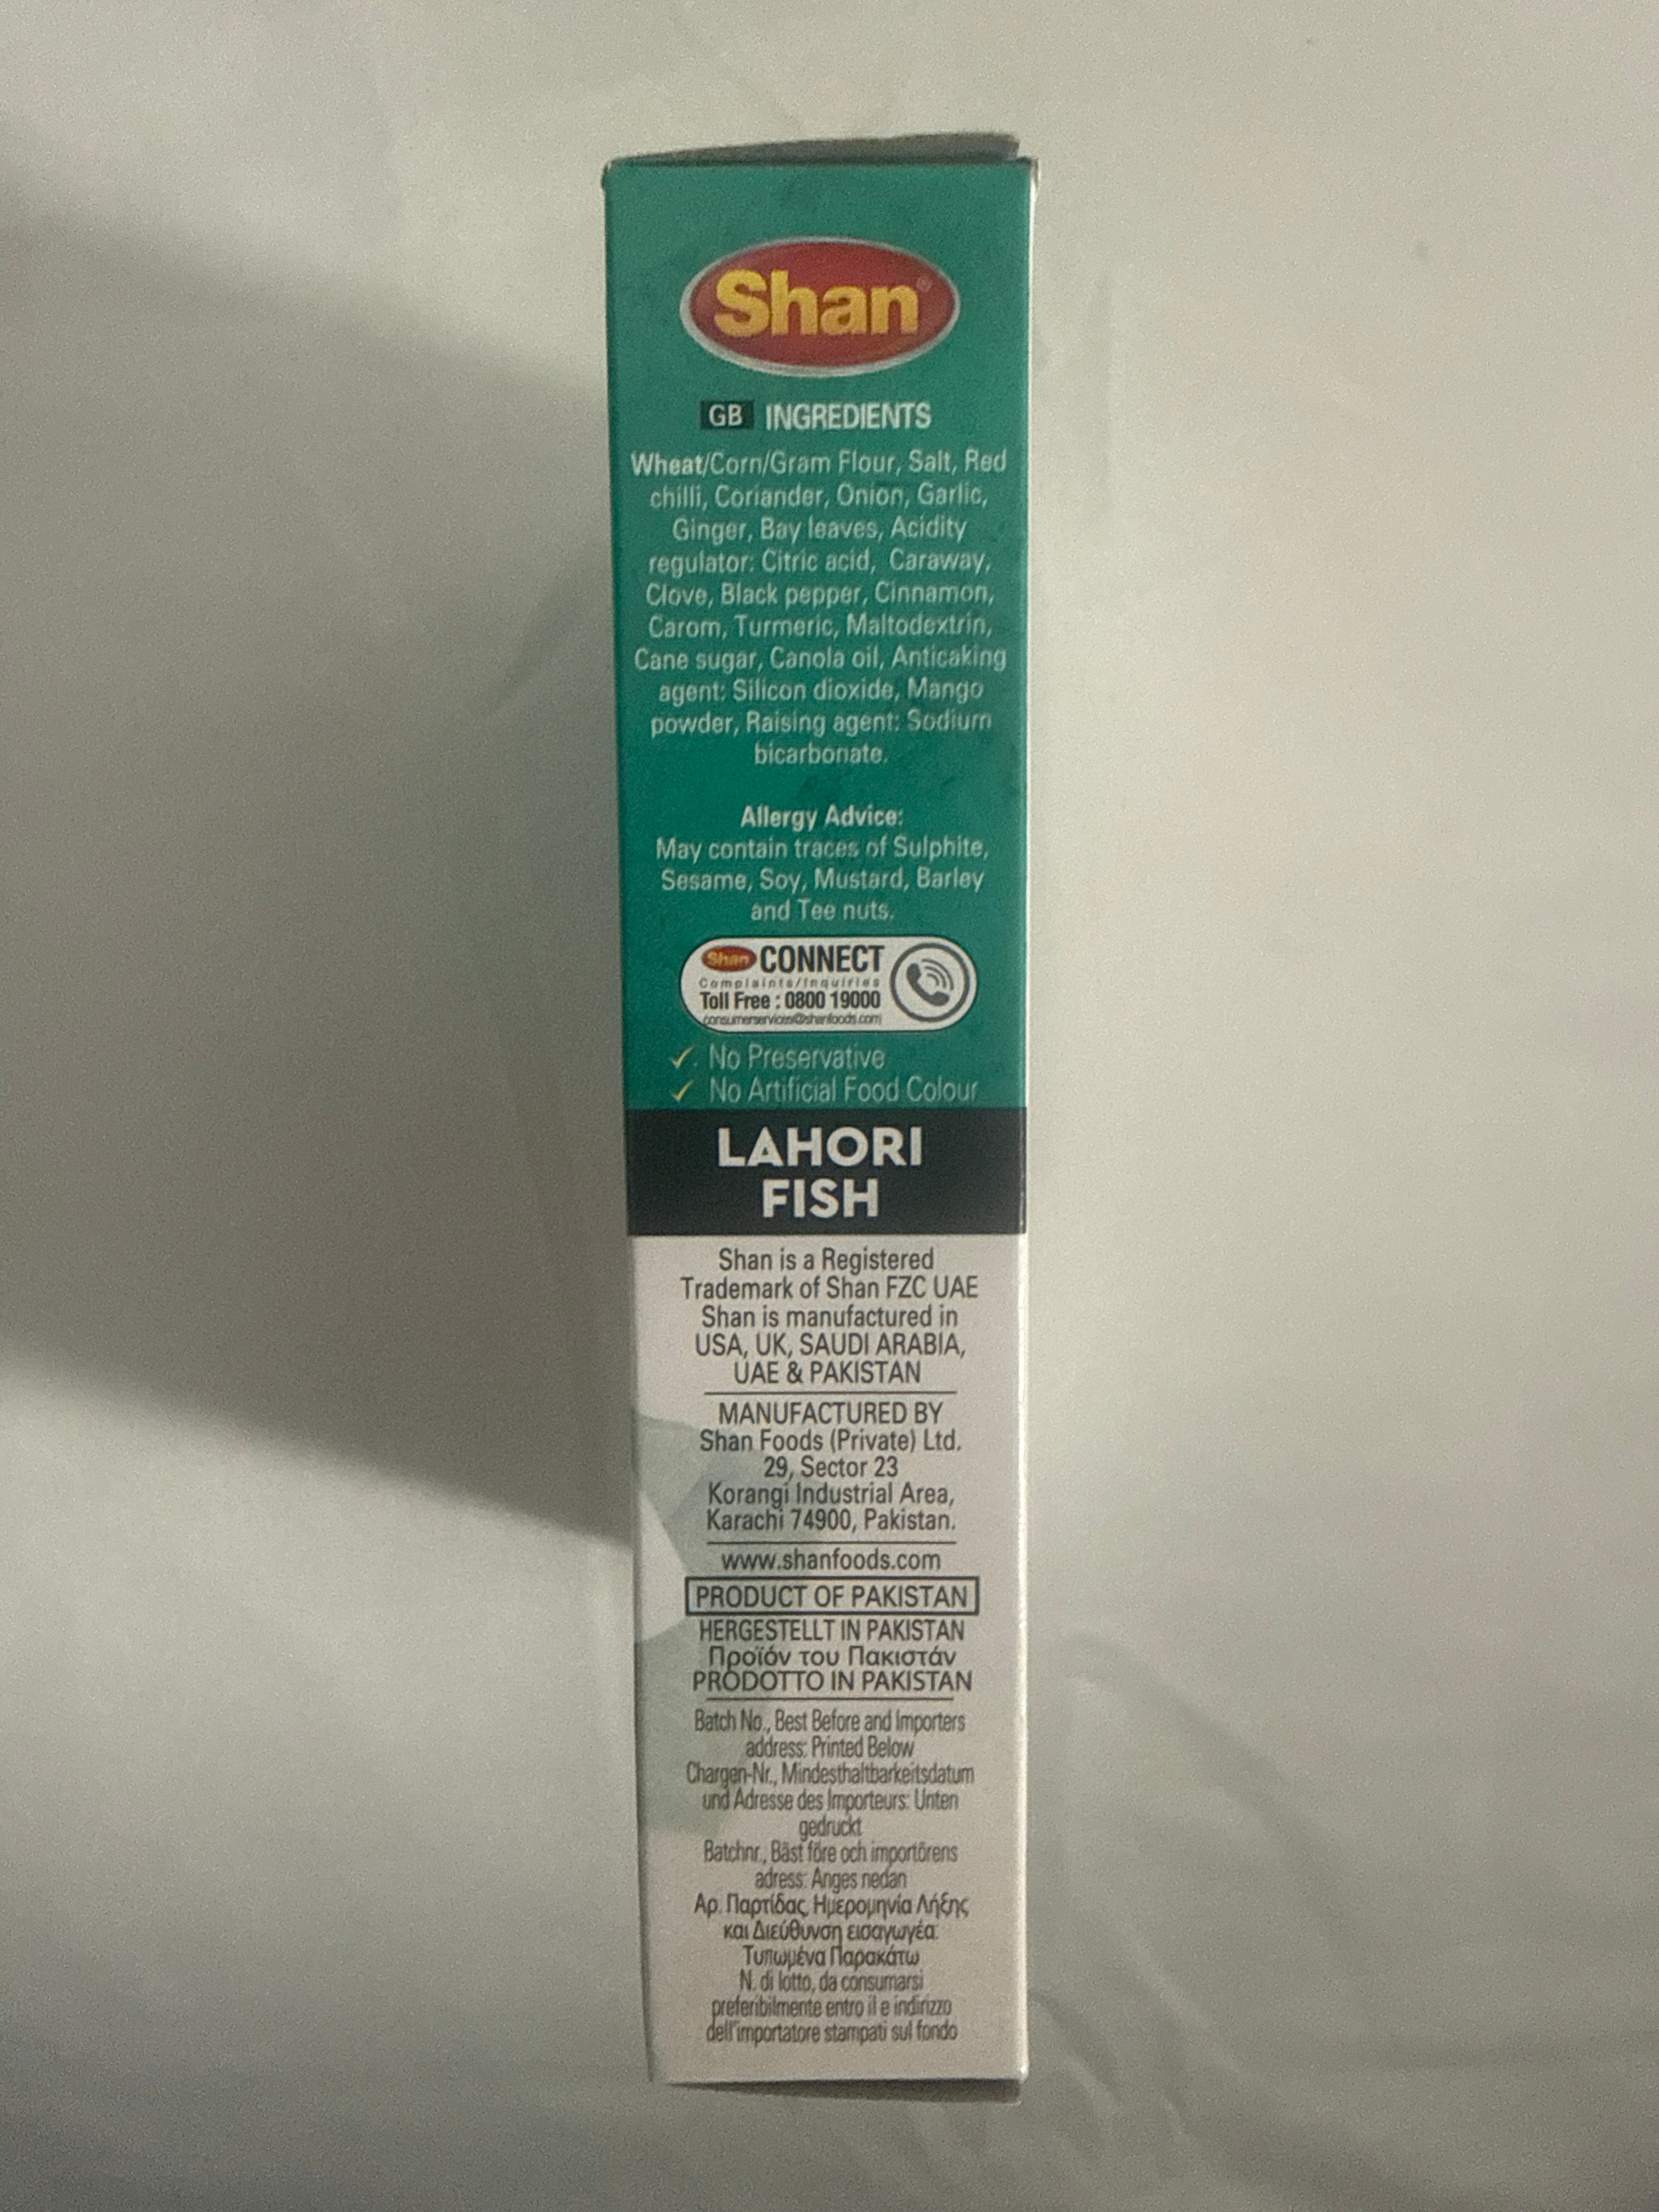 Shan®
GB INGREDIENTS
Wheat/Corn/Gram Flour, Salt, Red
chilli, Coriander, Onion, Garlic,
Ginger, Bay leaves, Acidity
regulator: Citric acid, Caraway,
Clove, Black pepper, Cinnamon,
Carom, Turmeric, Maltodextrin,
Cane sugar, Canola oil, Anticaking
agent: Silicon dioxide, Mango
powder, Raising agent: Sodium
bicarbonate.
Allergy Advice:
May contain traces of Sulphite,
Sesame, Soy, Mustard, Barley
and Tee nuts.
Shan CONNECT
Complaints/Inquiries
Toll Free : 0800 19000
consumerservices@shanfoods.com
✓ No Preservative
✓ No Artificial Food Colour
LAHORI
FISH
Shan is a Registered
Trademark of Shan FZC UAE
Shan is manufactured in
USA, UK, SAUDI ARABIA,
UAE & PAKISTAN
MANUFACTURED BY
Shan Foods (Private) Ltd.
29, Sector 23
Korangi Industrial Area,
Karachi 74900, Pakistan.
www.shanfoods.com
PRODUCT OF PAKISTAN
HERGESTELLT IN PAKISTAN
Προϊόν του Πακιστάν
PRODOTTO IN PAKISTAN
Batch No., Best Before and Importers
address: Printed Below
Chargen-Nr., Mindesthaltbarkeitsdatum
und Adresse des Importeurs: Unten
gedruckt
Batchnr., Bäst före och importörens
adress: Anges nedan
Αρ. Παρτίδας, Ημερομηνία Λήξης
και Διεύθυνση εισαγωγέα:
Τυπωμένα Παρακάτω
N. di lotto, da consumarsi
preferibilmente entro il e indirizzo
dell'importatore stampati sul fondo